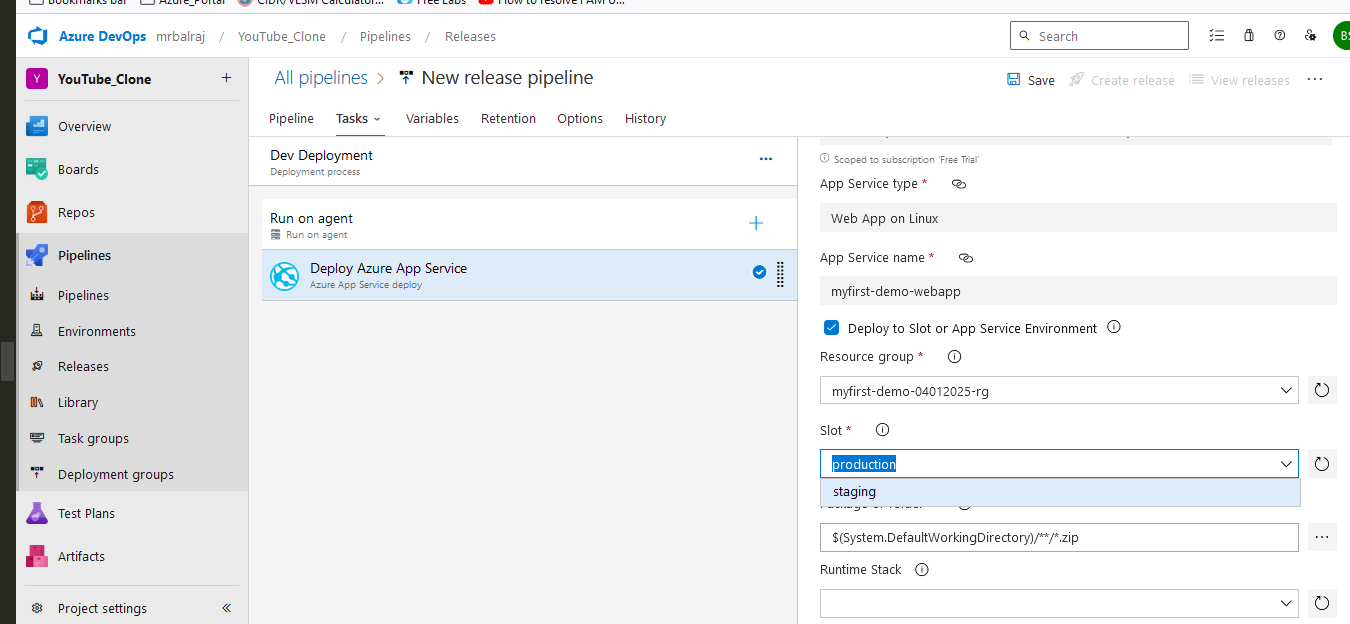 Bookmarks bar Azure_Portal CIDR/VLSM Calculator... Free Labs How to resolve I AM U...
Azure DevOps mrbalraj / YouTube_Clone / Pipelines / Releases Search BS
Y YouTube_Clone +
Overview
Boards
Repos
Pipelines
Pipelines
Environments
Releases
Library
Task groups
Deployment groups
Test Plans
Artifacts
Project settings
All pipelines > New release pipeline
Save Create release View releases ...
Pipeline Tasks Variables Retention Options History
Dev Deployment
Deployment process
Run on agent
Run on agent
Deploy Azure App Service
Azure App Service deploy
Scoped to subscription 'Free Trial'
App Service type *
Web App on Linux
App Service name *
myfirst-demo-webapp
Deploy to Slot or App Service Environment
Resource group *
myfirst-demo-04012025-rg
Slot *
production
staging
$(System.DefaultWorkingDirectory)/**/*.zip
Runtime Stack